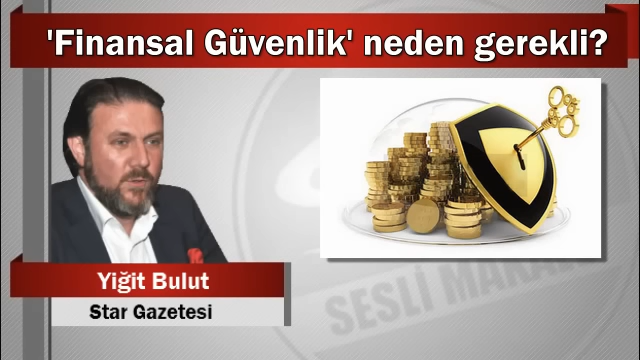 'Finansal Güvenlik' neden gerekli?
Yiğit Bulut
Star Gazetesi
SESLİ MAKALE